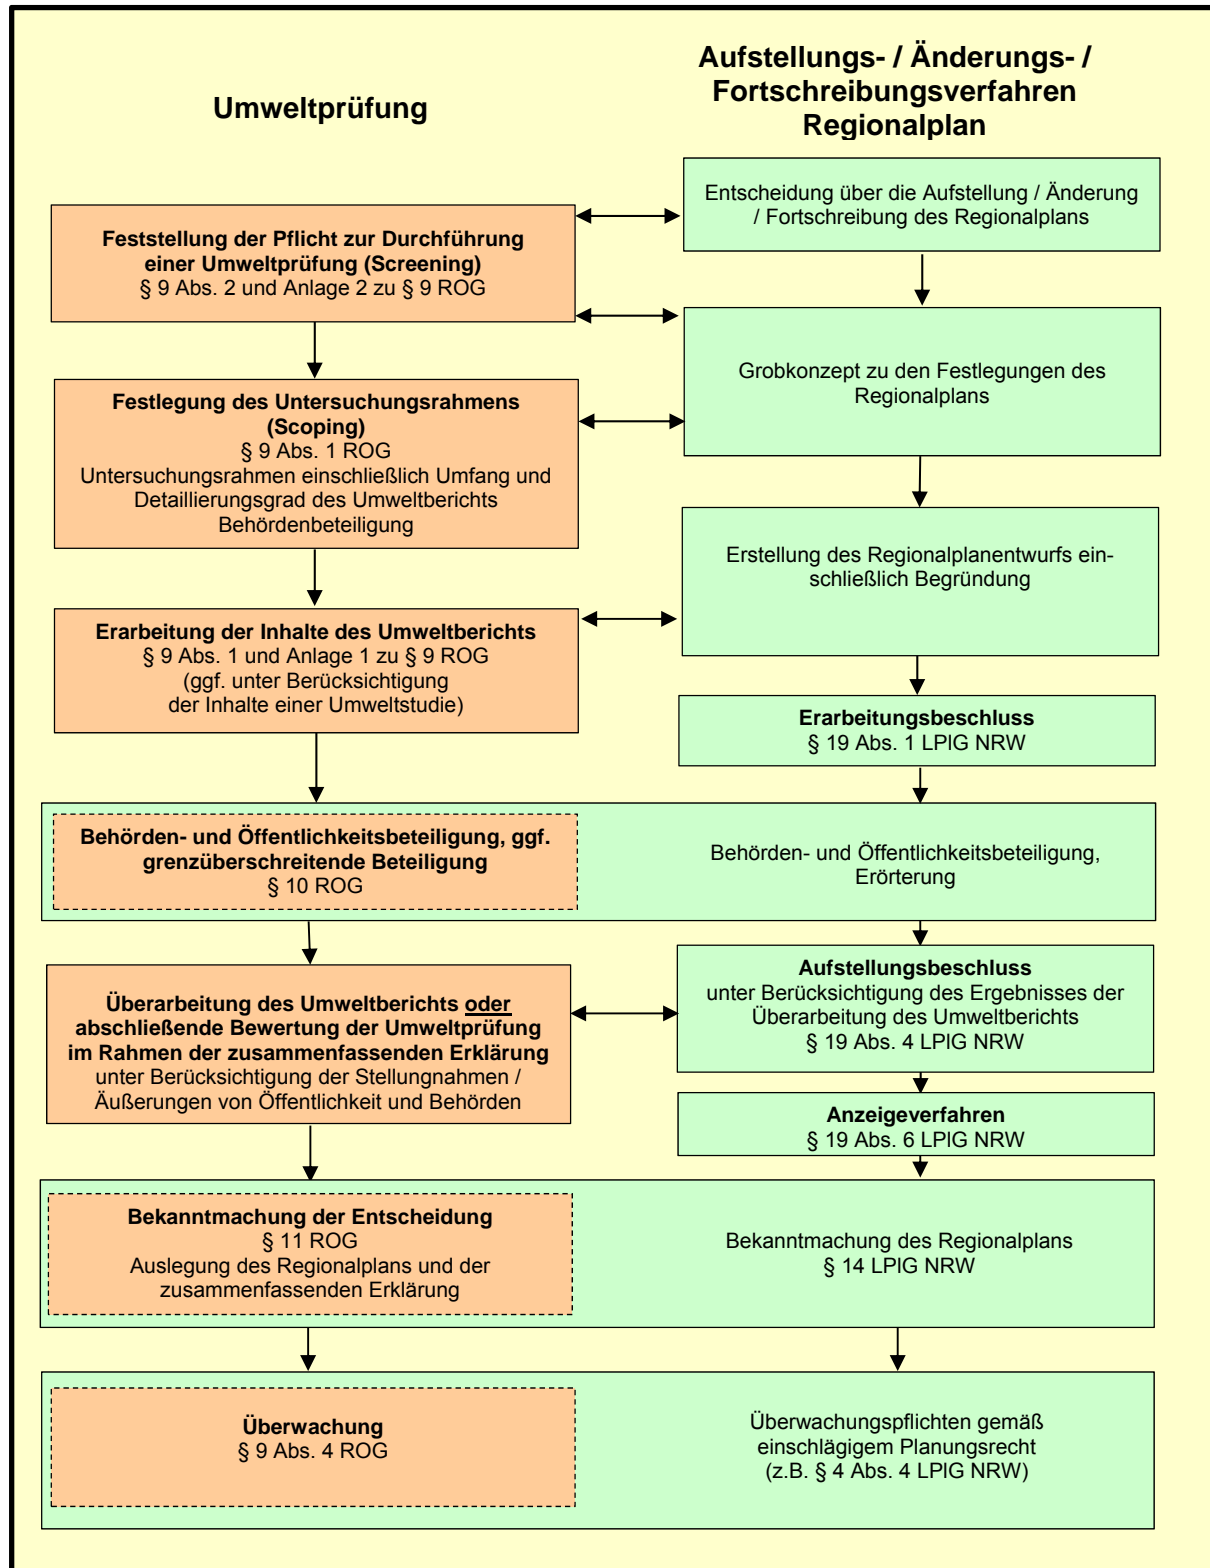 Umweltprüfung
Aufstellungs- / Änderungs- /
Fortschreibungsverfahren
Regionalplan
Entscheidung über die Aufstellung / Änderung
/ Fortschreibung des Regionalplans
Feststellung der Pflicht zur Durchführung
einer Umweltprüfung (Screening)
§ 9 Abs. 2 und Anlage 2 zu § 9 ROG
Grobkonzept zu den Festlegungen des
Regionalplans
Festlegung des Untersuchungsrahmens
(Scoping)
§ 9 Abs. 1 ROG
Untersuchungsrahmen einschließlich Umfang und
Detaillierungsgrad des Umweltberichts
Behördenbeteiligung
Erstellung des Regionalplanentwurfs ein-
schließlich Begründung
Erarbeitung der Inhalte des Umweltberichts
§ 9 Abs. 1 und Anlage 1 zu § 9 ROG
(ggf. unter Berücksichtigung
der Inhalte einer Umweltstudie)
Erarbeitungsbeschluss
§ 19 Abs. 1 LPlG NRW
Behörden- und Öffentlichkeitsbeteiligung, ggf.
grenzüberschreitende Beteiligung
§ 10 ROG
Behörden- und Öffentlichkeitsbeteiligung,
Erörterung
Aufstellungsbeschluss
unter Berücksichtigung des Ergebnisses der
Überarbeitung des Umweltberichts
§ 19 Abs. 4 LPlG NRW
Überarbeitung des Umweltberichts oder
abschließende Bewertung der Umweltprüfung
im Rahmen der zusammenfassenden Erklärung
unter Berücksichtigung der Stellungnahmen /
Äußerungen von Öffentlichkeit und Behörden
Anzeigeverfahren
§ 19 Abs. 6 LPlG NRW
Bekanntmachung der Entscheidung
§ 11 ROG
Auslegung des Regionalplans und der
zusammenfassenden Erklärung
Bekanntmachung des Regionalplans
§ 14 LPlG NRW
Überwachung
§ 9 Abs. 4 ROG
Überwachungspflichten gemäß
einschlägigem Planungsrecht
(z.B. § 4 Abs. 4 LPlG NRW)